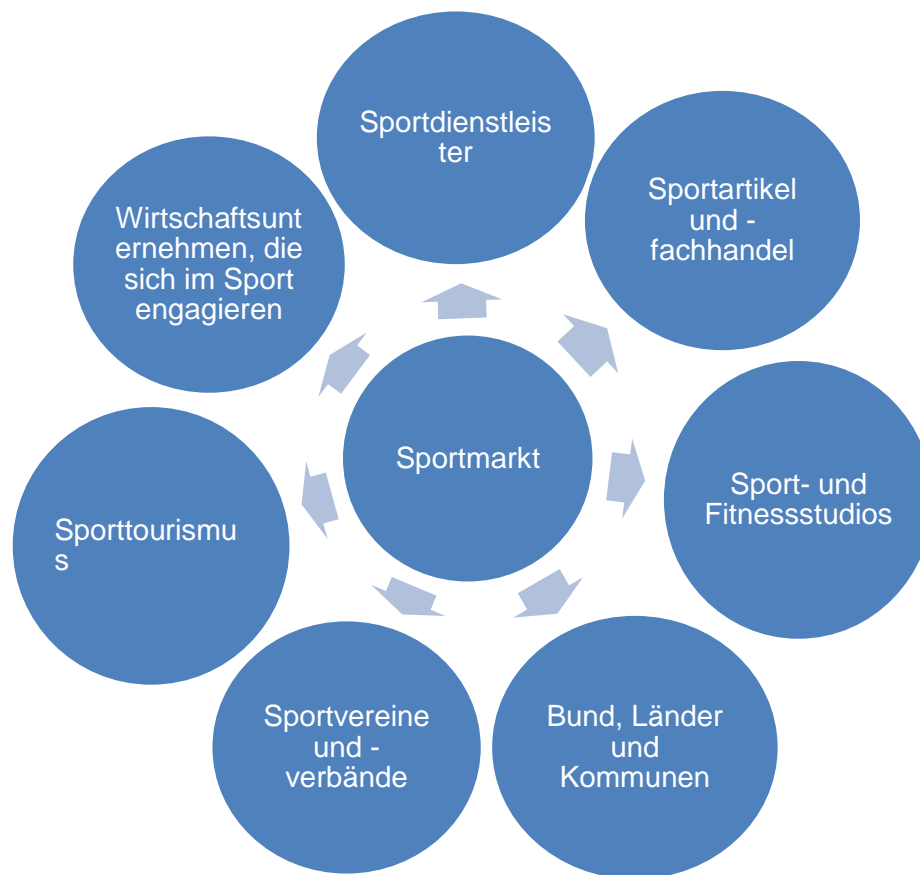 Sportdienstleis
ter
Sportartikel
und -
fachhandel
Wirtschaftsunt
ernehmen, die
sich im Sport
engagieren
Sportmarkt
Sport- und
Fitnessstudios
Sporttourismu
s
Sportvereine
und -
verbände
Bund, Länder
und
Kommunen